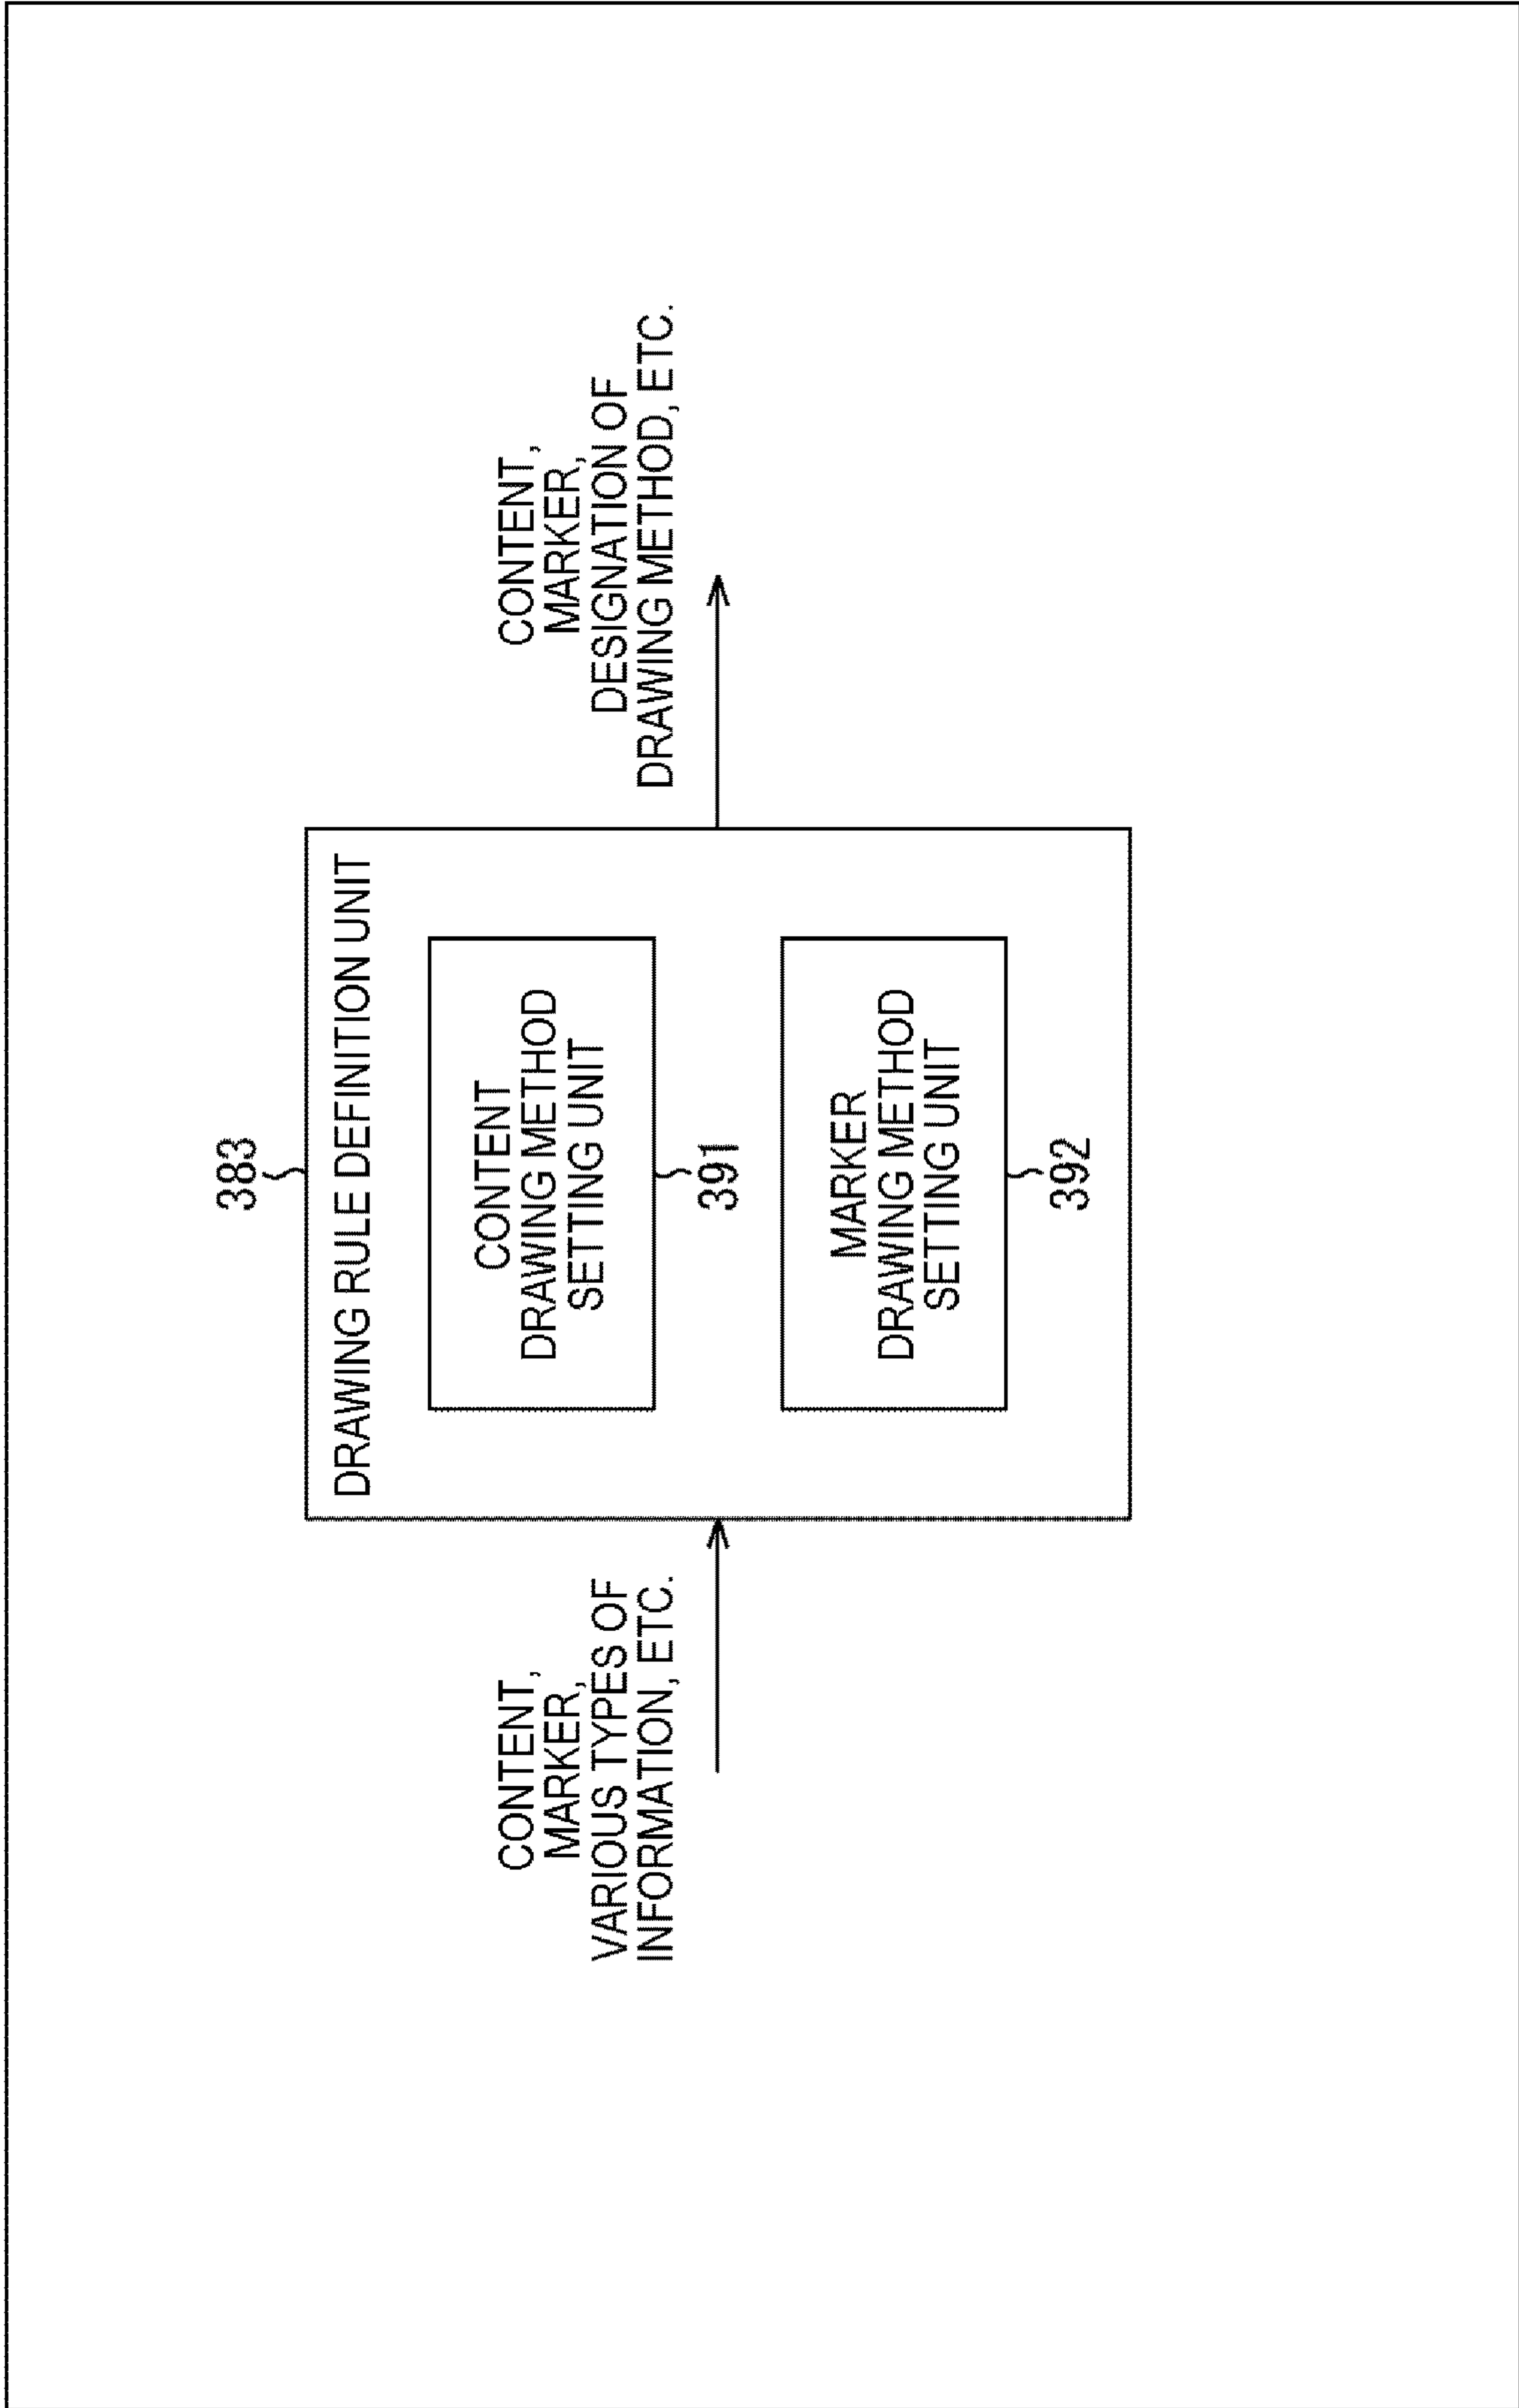 383
DRAWING RULE DEFINITION UNIT
CONTENT,
MARKER,
VARIOUS TYPES OF
INFORMATION, ETC.
CONTENT
DRAWING METHOD
SETTING UNIT
391
MARKER
DRAWING METHOD
SETTING UNIT
392
CONTENT,
MARKER,
DESIGNATION OF
DRAWING METHOD, ETC.